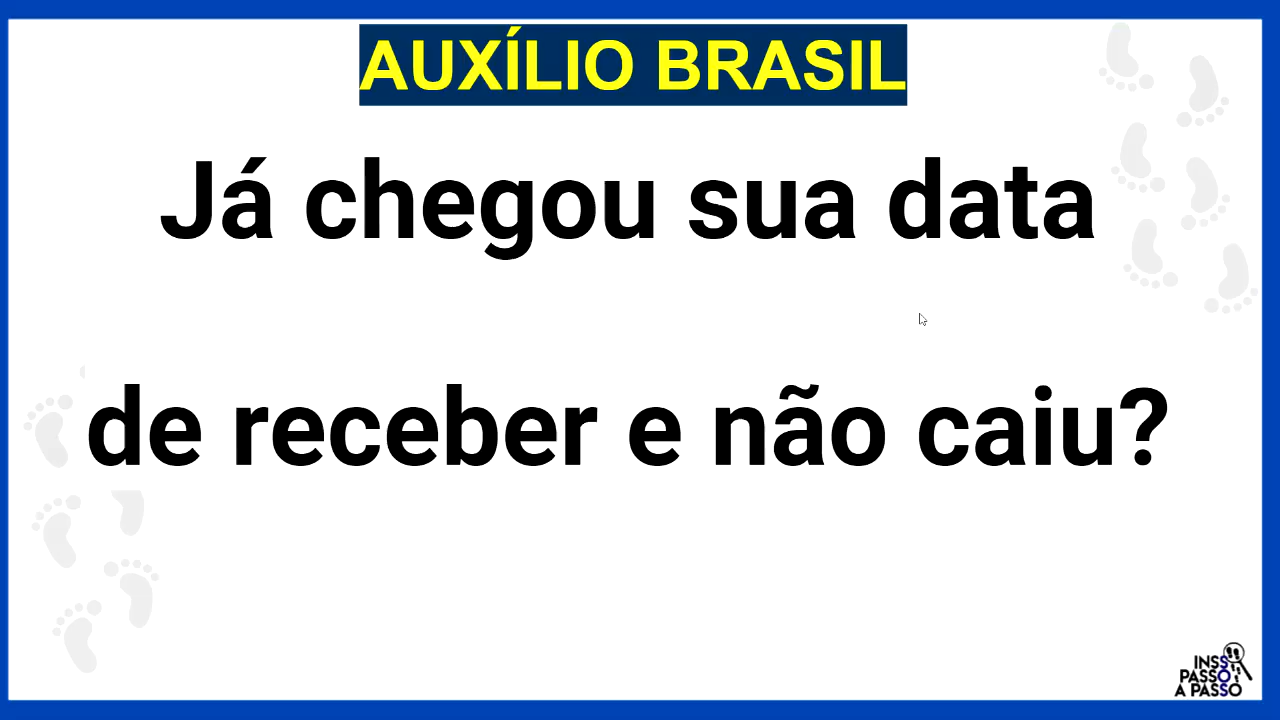 AUXÍLIO BRASIL
Já chegou sua data
de receber e não caiu?
INSS
PASSO
A PASSO